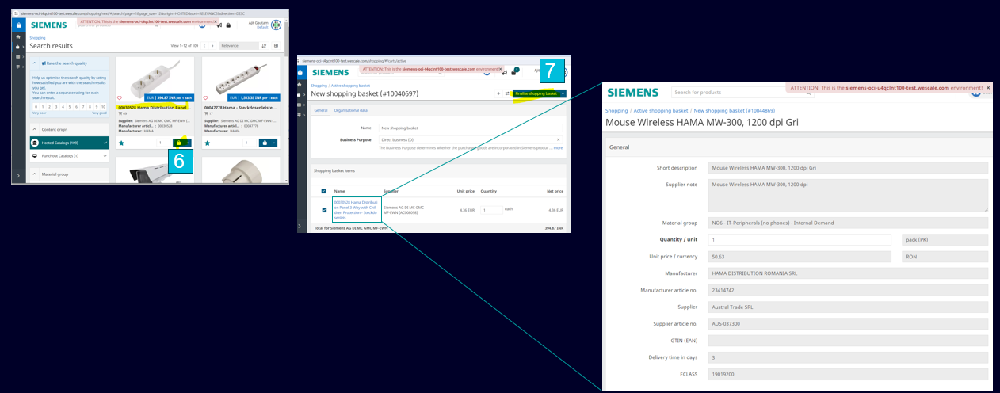 siemens-oci-t4qclnt100-test.wescale.com/shopping/next/#/search?page=1&page_size=12&origin=HOSTED&sort=RELEVANCE&direction=DESC
SIEMENS
ATTENTION: This is the siemens-oci-t4qclnt100-test.wescale.com environment! ×
Ajit Gautam
Default
Shopping
Search results
View 1-12 of 109
Relevance
Rate the search quality
Help us optimise the search quality by rating
how satisfied you are with the search results
you get.
You can enter a separate rating for each
search result.
0 1 2 3 4 5 6 7 8 9 10
Very poor
Very good
Content origin
Hosted Catalogs (109)
Punchout Catalogs (1)
Material group
EUR | 394.87 INR per 1 each
00030528 Hama Distribution Panel...
69
Supplier: Siemens AG DI MC GMC MF-EWN (...
Manufacturer articl... : 00030528
Manufacturer: HAMA
1
6
EUR | 1,513.35 INR per 1 each
00047778 Hama - Steckdosenleiste ...
17
Supplier: Siemens AG DI MC GMC MF-EWN (...
Manufacturer articl... : 00047778
Manufacturer: HAMA
1
siemens-oci-t4qclnt100-test.wescale.com/shopping/#/carts/active
SIEMENS
ATTENTION: This is the siemens-oci-t4qclnt100-test.wescale.com environment! ×
7
Shopping / Active shopping basket
New shopping basket (#10040697)
Finalise shopping basket
General
Organisational data
Name
New shopping basket
Business Purpose
Direct business (D)
The Business Purpose determines whether the purchased goods are incorporated in Siemens produc ... more
Shopping basket items
Name
Supplier
Unit price
Quantity
Net price
00030528 Hama Distributi
on Panel 3 Way with Chil
dren Protection - Steckdo
senleis
Siemens AG DI MC GMC
MF-EWN (AC008098)
4.36 EUR
1
each
4.36 EUR
Total for Siemens AG DI MC GMC MF-EWN
394.87 INR
SIEMENS
Search for products
ATTENTION: This is the siemens-oci-u4qclnt100-test.wescale.com environment! ×
Shopping / Active shopping basket / New shopping basket (#10044869)
Mouse Wireless HAMA MW-300, 1200 dpi Gri
General
Short description
Mouse Wireless HAMA MW-300, 1200 dpi Gri
Supplier note
Mouse Wireless HAMA MW-300, 1200 dpi
Material group
NO6 - IT-Peripherals (no phones) - Internal Demand
Quantity / unit
1
pack (PK)
Unit price / currency
50.63
RON
Manufacturer
HAMA DISTRIBUTION ROMANIA SRL
Manufacturer article no.
23414742
Supplier
Austral Trade SRL
Supplier article no.
AUS-037300
GTIN (EAN)
Delivery time in days
3
ECLASS
19019200